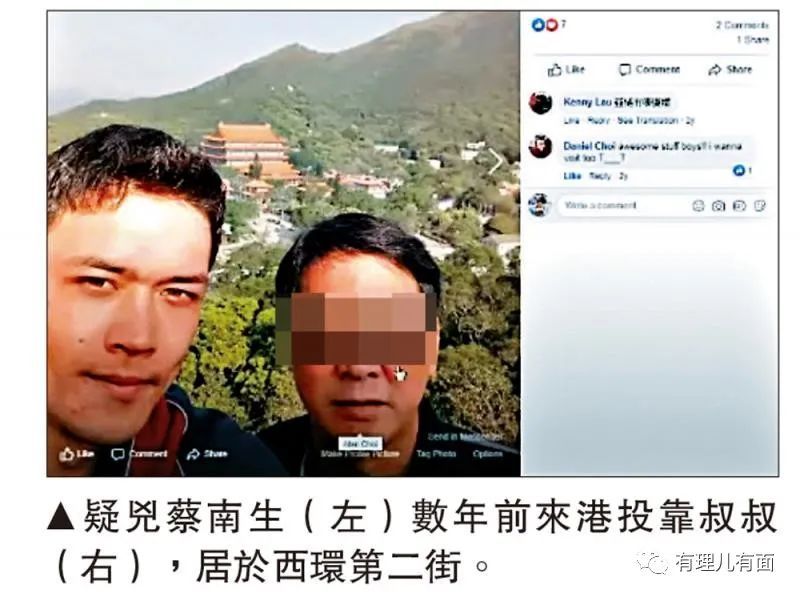 7
2 Comments
1 Share
Like Comment Share
Kenny Lau
Like · Reply · See Translation · 2y
Daniel Choi awesome stuff boys!! i wanna
visit too T___T
Like Reply 2y
1
Write a comment
Like Comment Share
Send in Messenger
Make Profile Picture Tag Photo Options
▲疑兇蔡南生(左)數年前來港投靠叔叔
(右),居於西環第二街。
有理儿有面